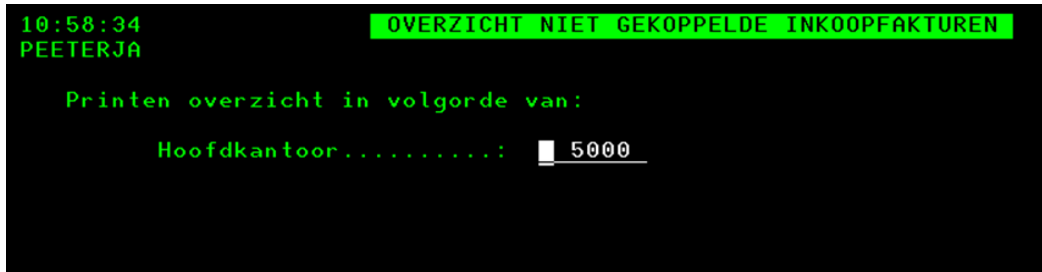 10:58:34 OVERZICHT NIET GEKOPPELDE INKOOPFAKTUREN
PEETERJA
Printen overzicht in volgorde van:
Hoofdkantoor..........: 5000